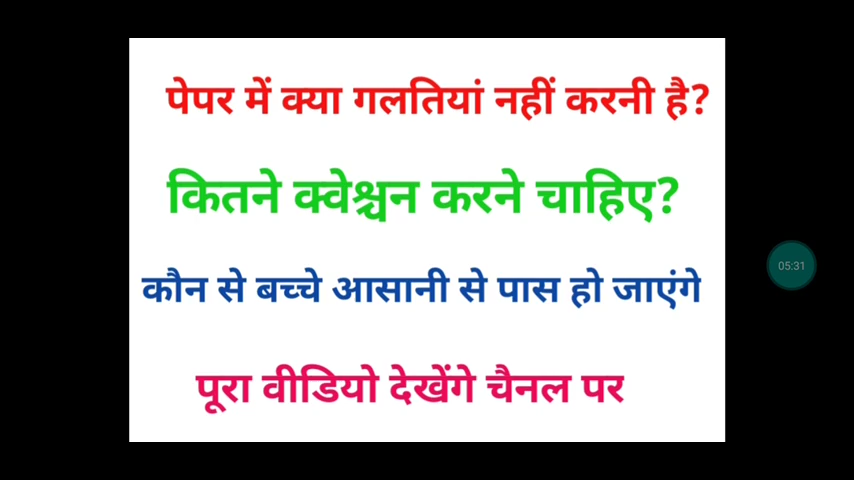 पेपर में क्या गलतियां नहीं करनी है?
कितने क्वेश्चन करने चाहिए?
कौन से बच्चे आसानी से पास हो जाएंगे
पूरा वीडियो देखेंगे चैनल पर
05:31